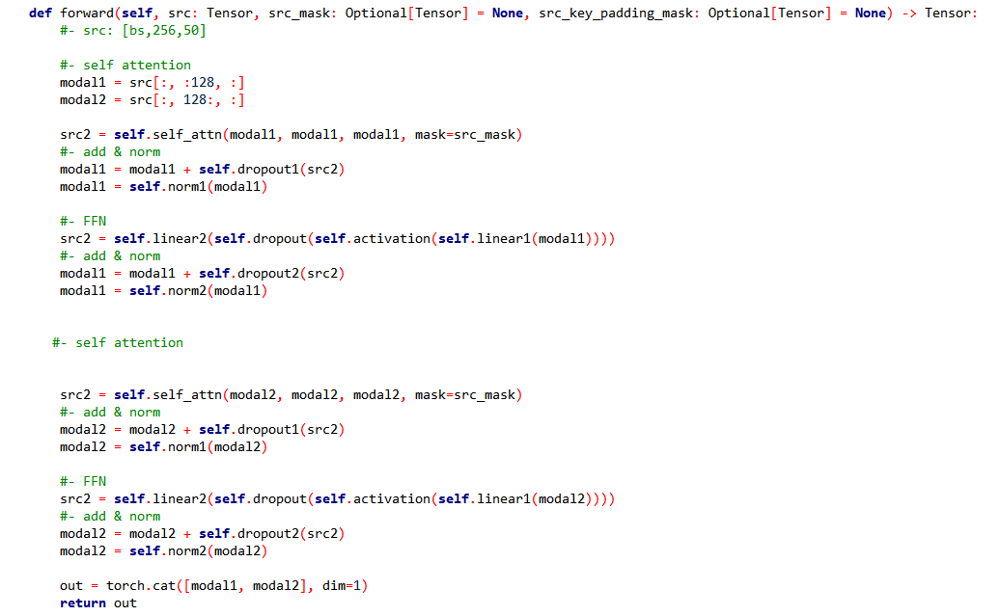 def forward(self, src: Tensor, src_mask: Optional[Tensor] = None, src_key_padding_mask: Optional[Tensor] = None) -> Tensor:
#- src: [bs,256,50]
#- self attention
modal1 = src[:, :128, :]
modal2 = src[:, 128:, :]
src2 = self.self_attn(modal1, modal1, modal1, mask=src_mask)
#- add & norm
modal1 = modal1 + self.dropout1(src2)
modal1 = self.norm1(modal1)
#- FFN
src2 = self.linear2(self.dropout(self.activation(self.linear1(modal1))))
#- add & norm
modal1 = modal1 + self.dropout2(src2)
modal1 = self.norm2(modal1)
#- self attention
src2 = self.self_attn(modal2, modal2, modal2, mask=src_mask)
#- add & norm
modal2 = modal2 + self.dropout1(src2)
modal2 = self.norm1(modal2)
#- FFN
src2 = self.linear2(self.dropout(self.activation(self.linear1(modal2))))
#- add & norm
modal2 = modal2 + self.dropout2(src2)
modal2 = self.norm2(modal2)
out = torch.cat([modal1, modal2], dim=1)
return out